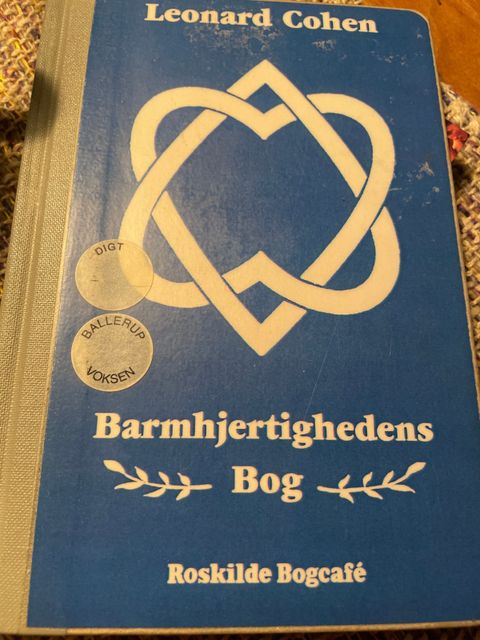 Leonard Cohen
DIGT
BALLERUP
VOKSEN
Barmhjertighedens
Bog
Roskilde Bogcafé